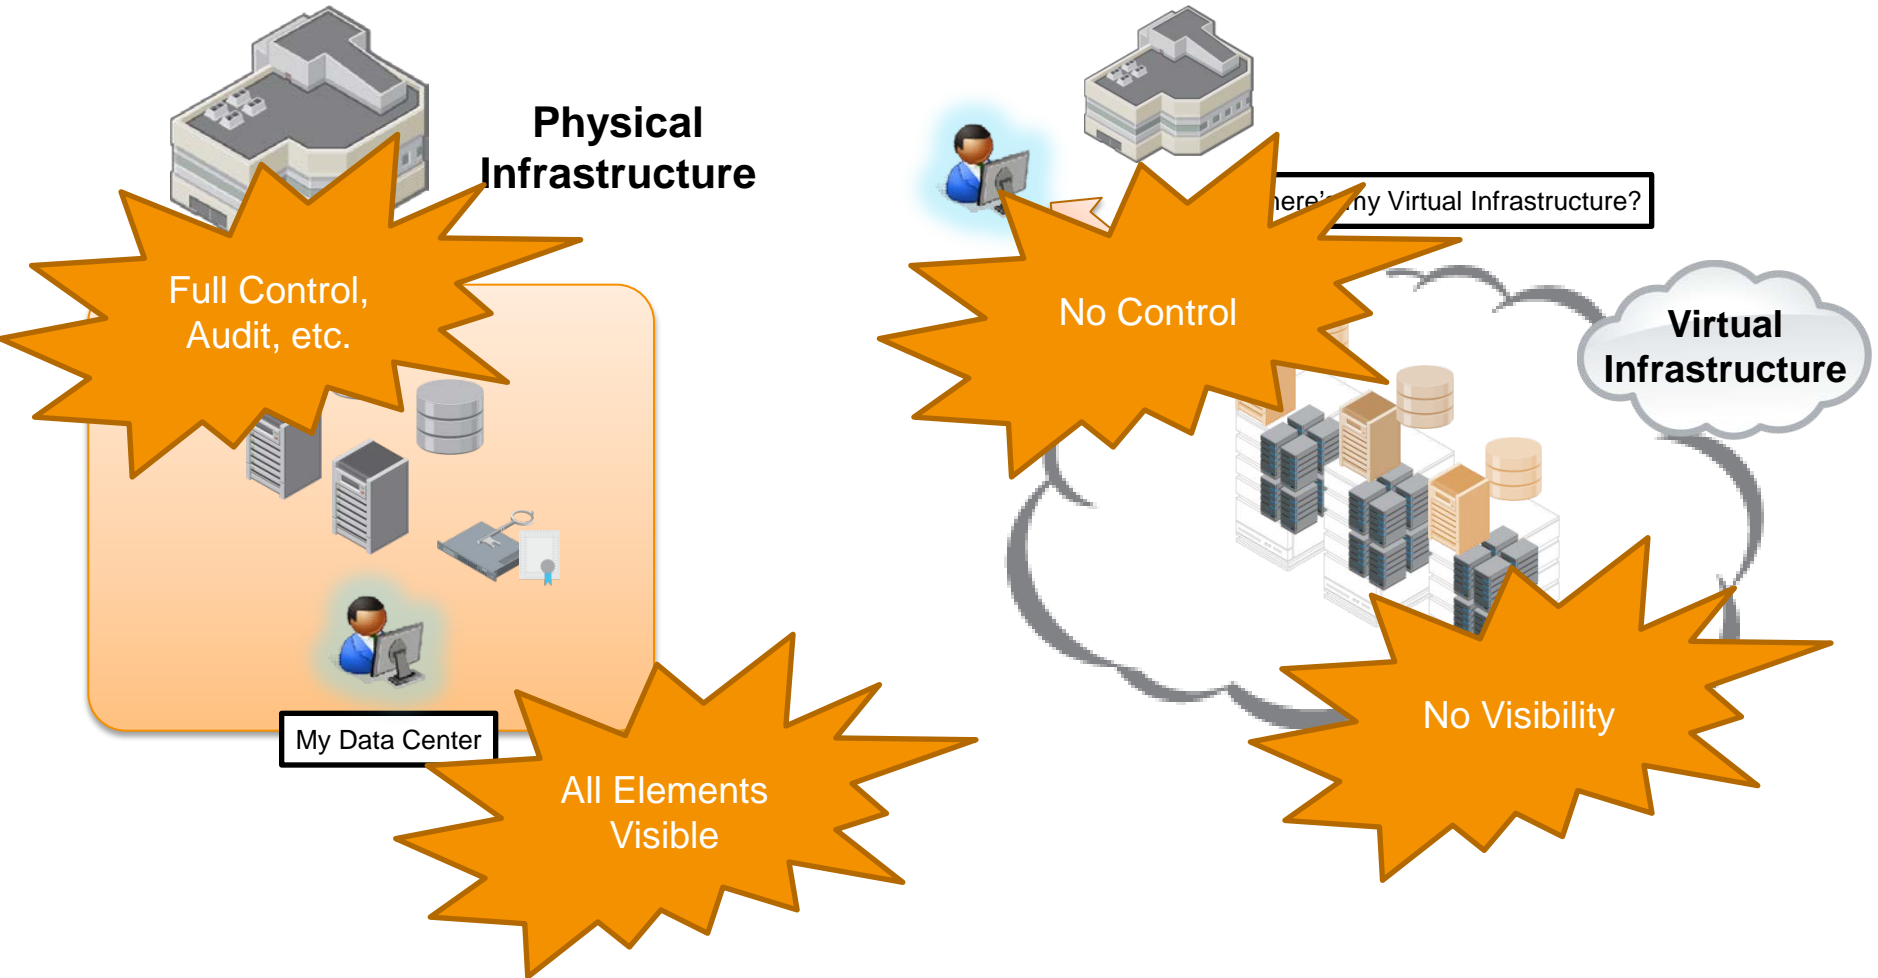 Physical
Infrastructure
Full Control,
Audit, etc.
My Data Center
All Elements
Visible
my Virtual Infrastructure?
No Control
Virtual
Infrastructure
No Visibility